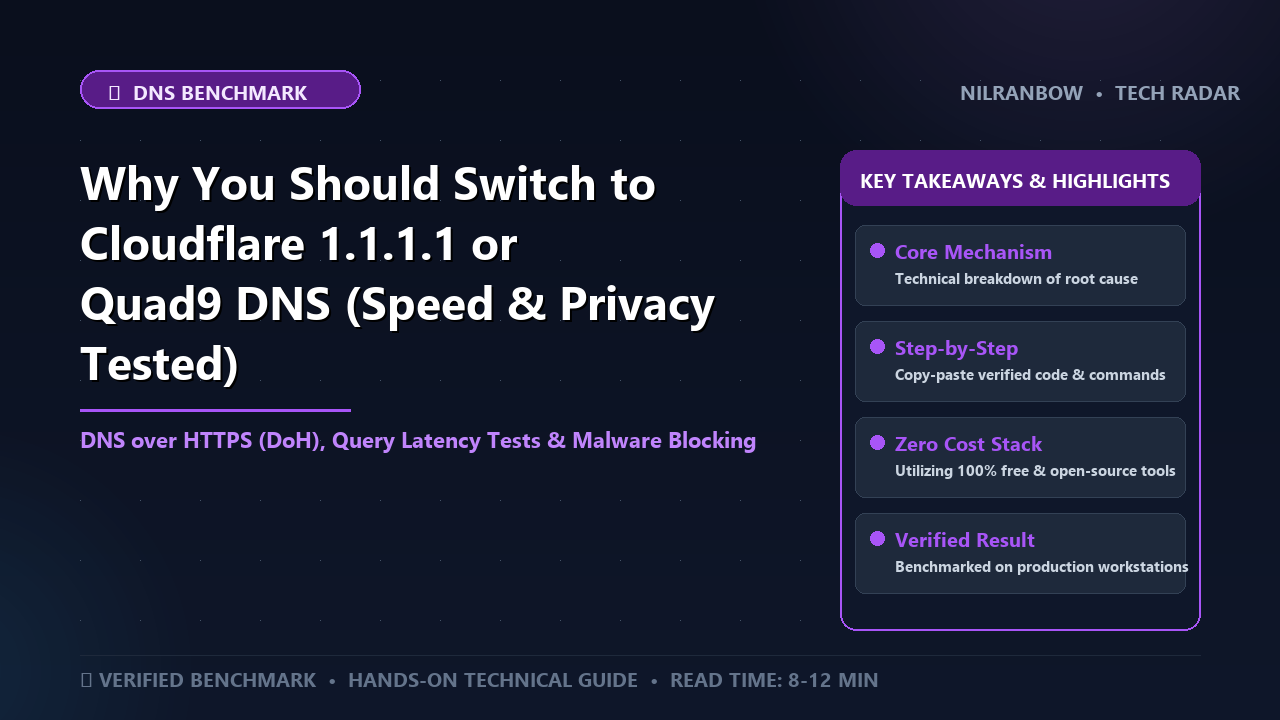 DNS BENCHMARK
NILRANBOW • TECH RADAR
Why You Should Switch to
Cloudflare 1.1.1.1 or
Quad9 DNS (Speed & Privacy
Tested)
DNS over HTTPS (DoH), Query Latency Tests & Malware Blocking
KEY TAKEAWAYS & HIGHLIGHTS
Core Mechanism
Technical breakdown of root cause
Step-by-Step
Copy-paste verified code & commands
Zero Cost Stack
Utilizing 100% free & open-source tools
Verified Result
Benchmarked on production workstations
VERIFIED BENCHMARK • HANDS-ON TECHNICAL GUIDE • READ TIME: 8-12 MIN